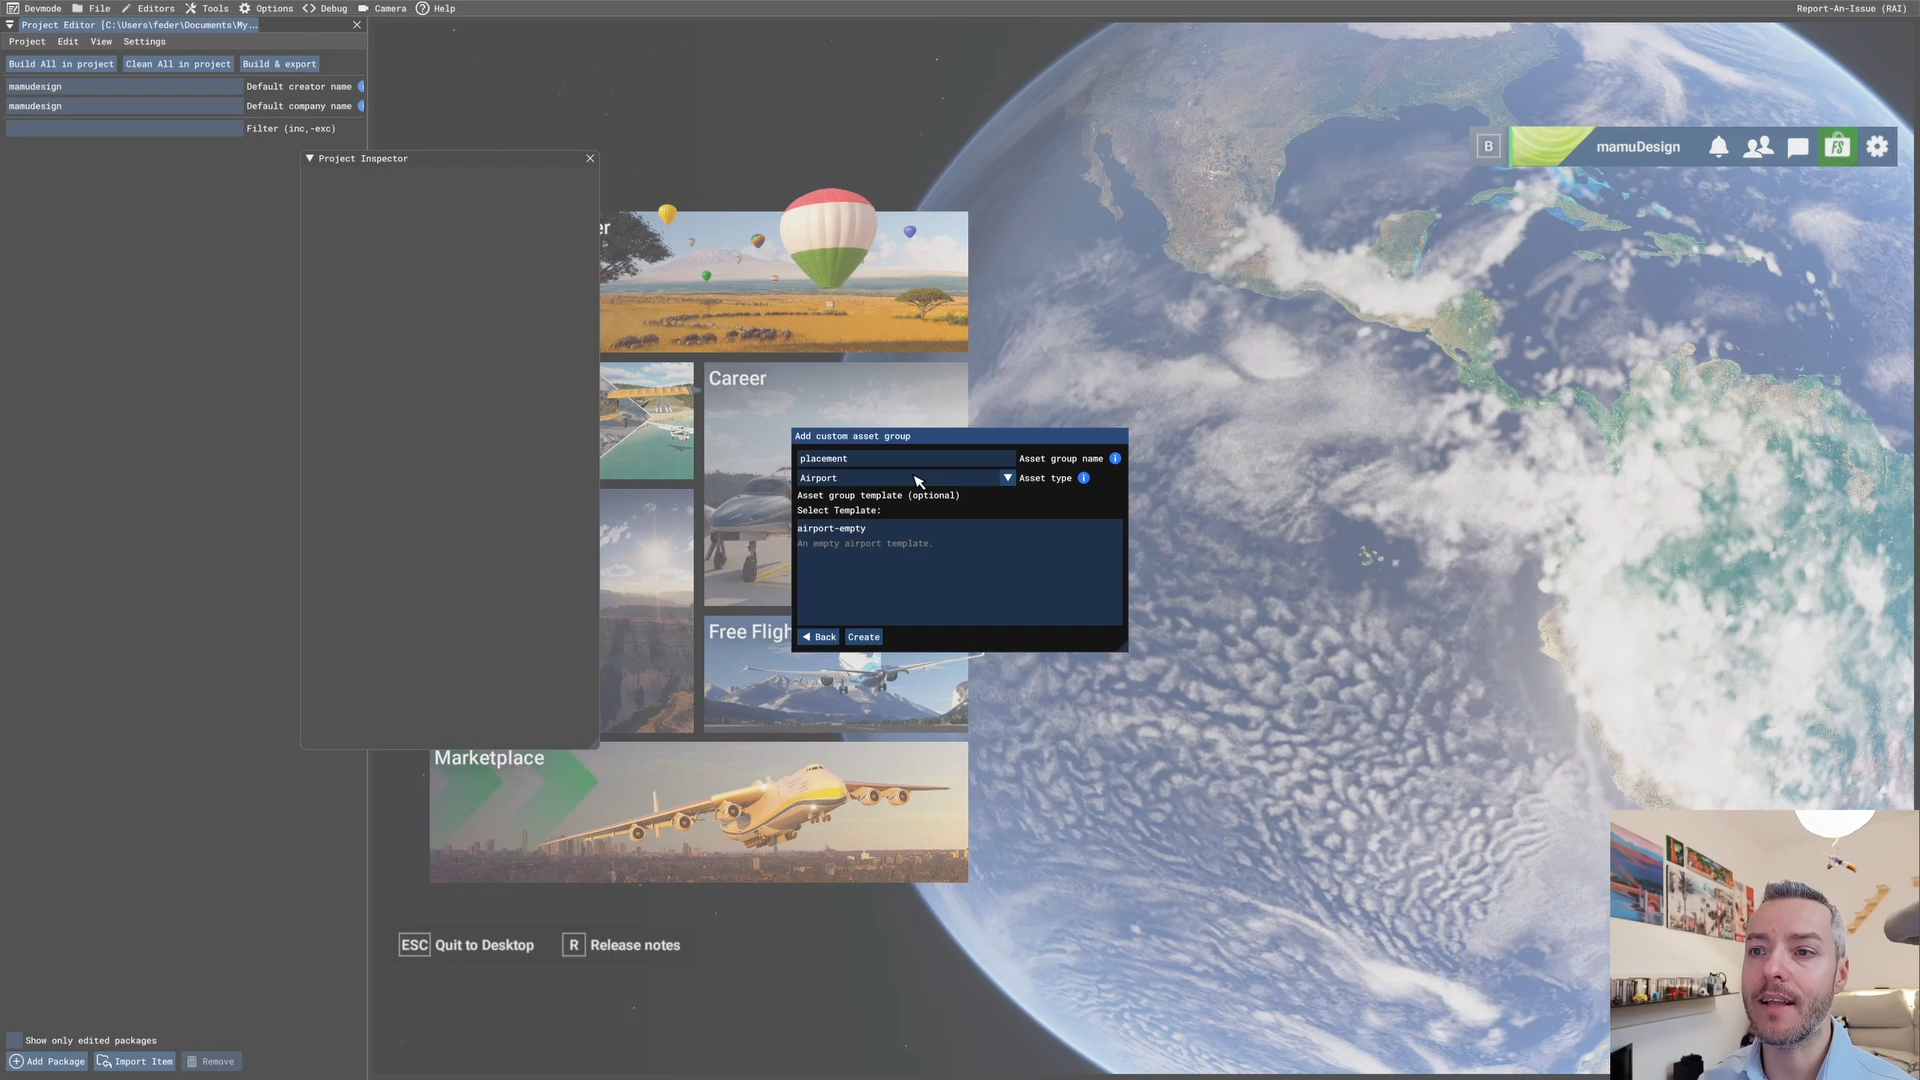 Devmode File Editors Tools Options Debug Camera Help Report-An-Issue (RAI)
Project Editor [C:\Users\feder\Documents\My...
Project Edit View Settings
Build All in project Clean All in project Build & export
mamudesign Default creator name
mamudesign Default company name
Filter (inc,-exc)
Project Inspector
B mamuDesign FS
er
Career
Add custom asset group
placement Asset group name i
Airport Asset type i
Asset group template (optional)
Select Template:
airport-empty
An empty airport template.
Back Create
Free Fligh
Marketplace
ESC Quit to Desktop R Release notes
Show only edited packages
Add Package Import Item Remove